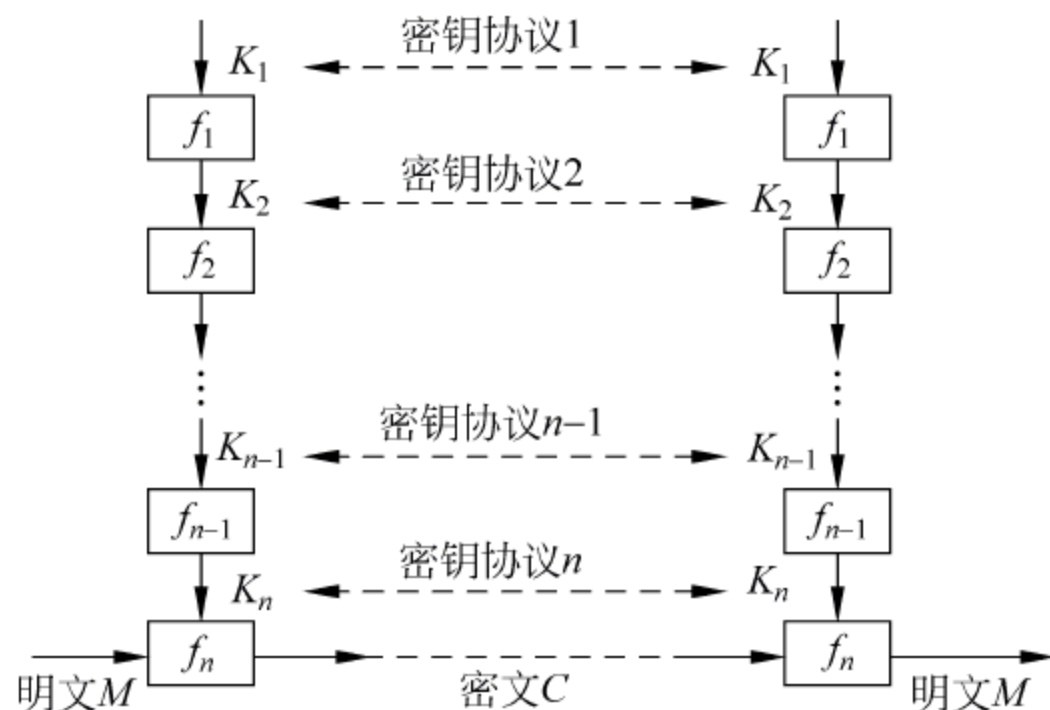 密钥协议1
K₁ K₁
f₁ f₁
密钥协议2
K₂ K₂
f₂ f₂
⋮ ⋮
密钥协议n–1
Kₙ₋₁ Kₙ₋₁
fₙ₋₁ fₙ₋₁
密钥协议n
Kₙ Kₙ
fₙ fₙ
明文M 密文C 明文M